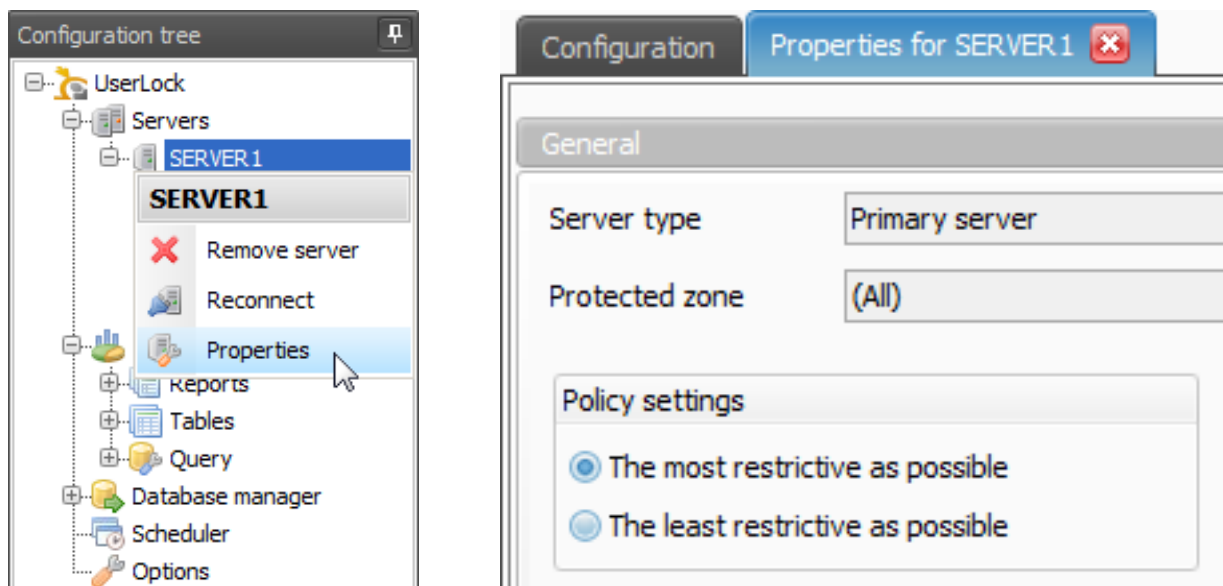 Configuration tree
UserLock
Servers
SERVER1
SERVER1
Remove server
Reconnect
Properties
Reports
Tables
Query
Database manager
Scheduler
Options
Configuration
Properties for SERVER1
General
Server type Primary server
Protected zone (All)
Policy settings
The most restrictive as possible
The least restrictive as possible